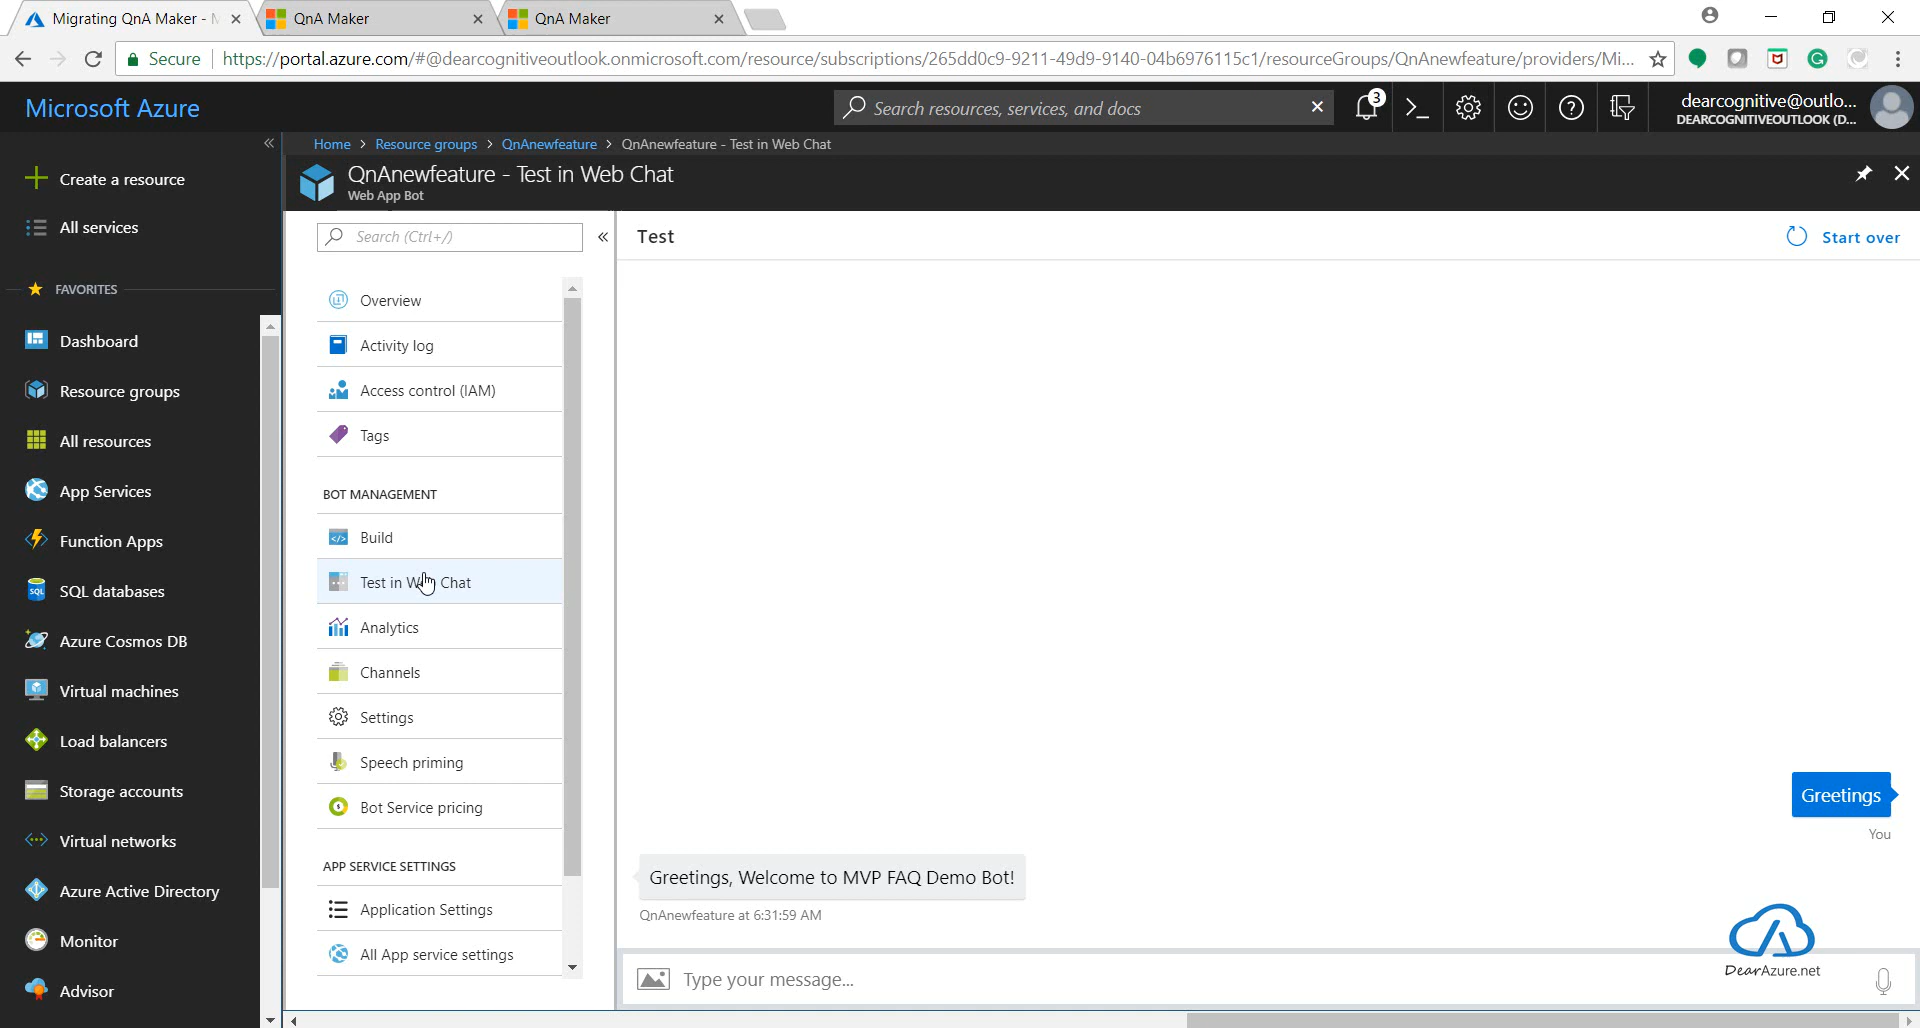 Migrating QnA Maker -
QnA Maker
QnA Maker
Secure
https://portal.azure.com/#@dearcognitiveoutlook.onmicrosoft.com/resource/subscriptions/265dd0c9-9211-49d9-9140-04b6976115c1/resourceGroups/QnAnewfeature/providers/Mi...
Microsoft Azure
Search resources, services, and docs
3
dearcognitive@outlo...
DEARCOGNITIVEOUTLOOK (D...
Home > Resource groups > QnAnewfeature > QnAnewfeature - Test in Web Chat
QnAnewfeature - Test in Web Chat
Web App Bot
Create a resource
All services
FAVORITES
Dashboard
Resource groups
All resources
App Services
Function Apps
SQL databases
Azure Cosmos DB
Virtual machines
Load balancers
Storage accounts
Virtual networks
Azure Active Directory
Monitor
Advisor
Search (Ctrl+/)
Overview
Activity log
Access control (IAM)
Tags
BOT MANAGEMENT
Build
Test in Web Chat
Analytics
Channels
Settings
Speech priming
Bot Service pricing
APP SERVICE SETTINGS
Application Settings
All App service settings
Test
Start over
Greetings
You
Greetings, Welcome to MVP FAQ Demo Bot!
QnAnewfeature at 6:31:59 AM
Type your message...
DearAzure.net